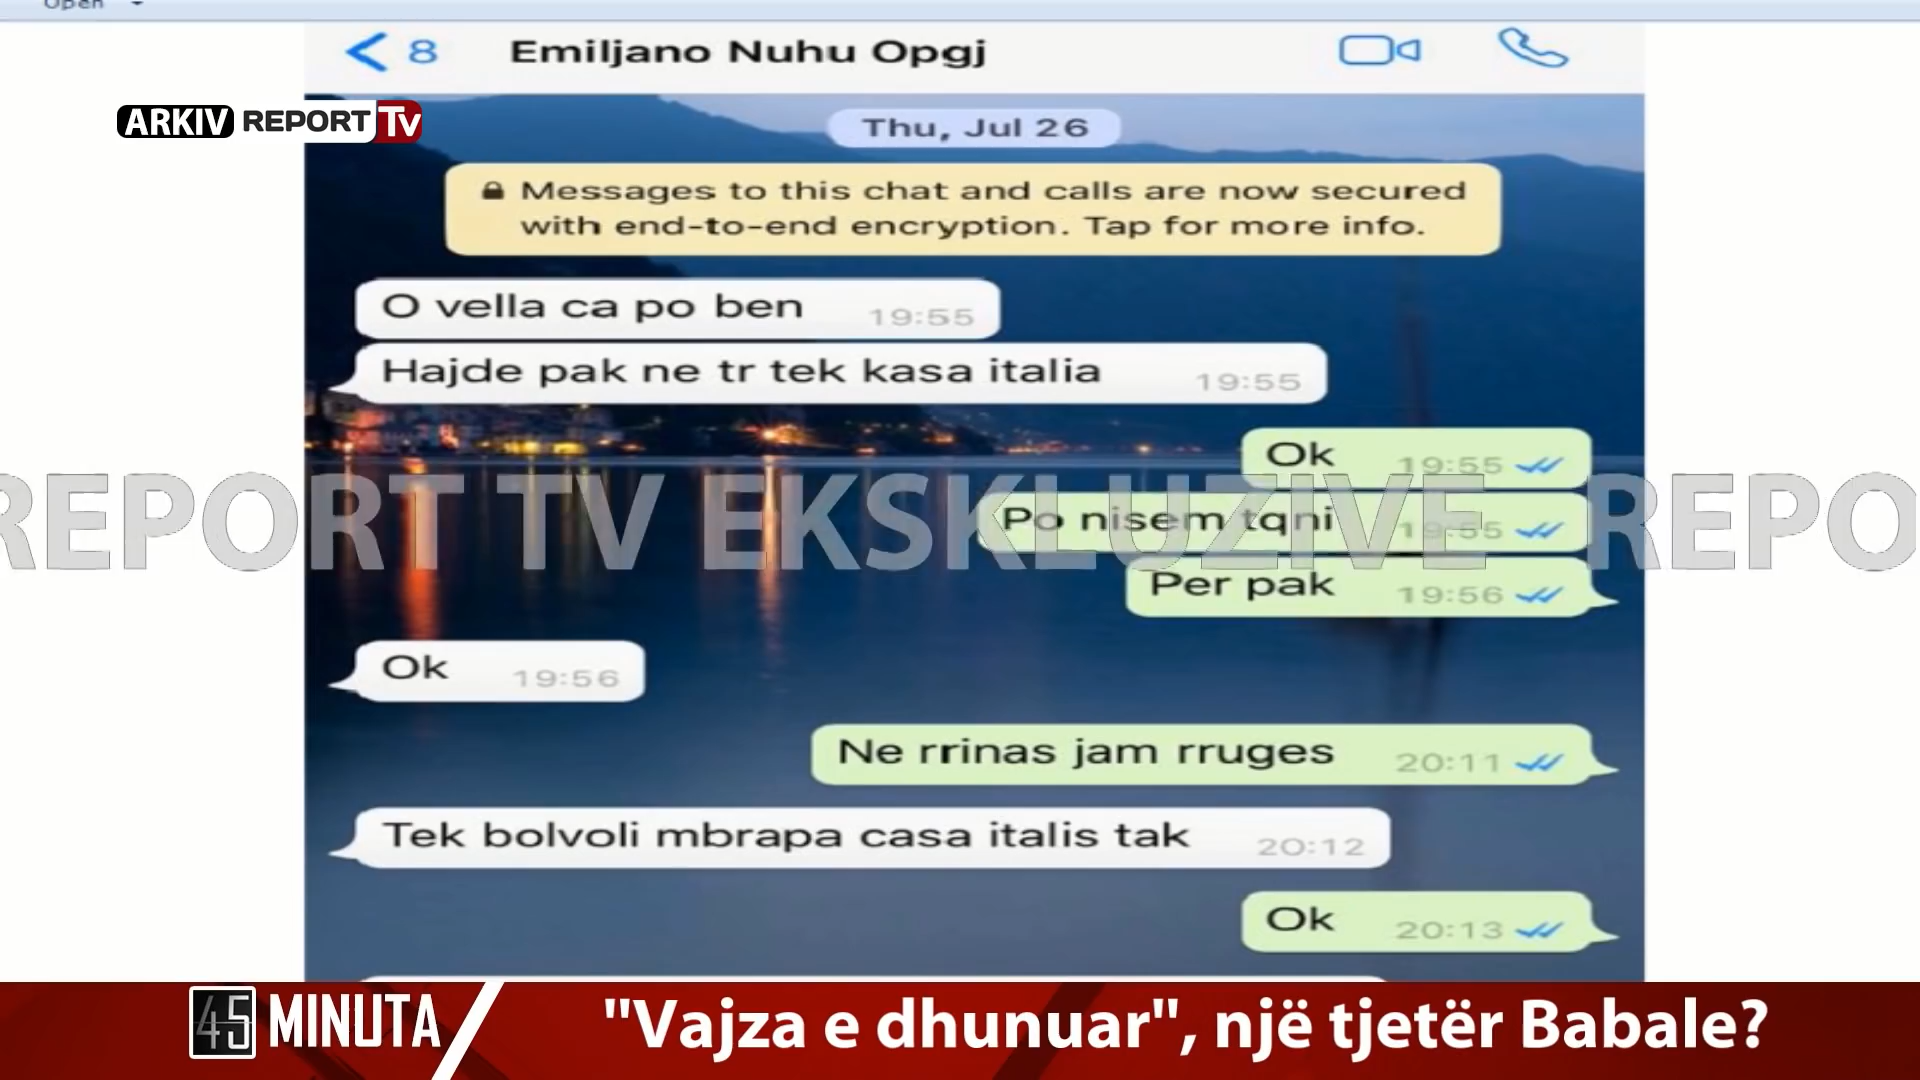 Open
8 Emiljano Nuhu Opgj
ARKIV REPORT Tv
Thu, Jul 26
Messages to this chat and calls are now secured
with end-to-end encryption. Tap for more info.
O vella ca po ben 19:55
Hajde pak ne tr tek kasa italia 19:55
Ok 19:55
REPORT TV EKSKLUZIVE REPO
Po nisem tqni 19:55
Per pak 19:56
Ok 19:56
Ne rrinas jam rruges 20:11
Tek bolvoli mbrapa casa italis tak 20:12
Ok 20:13
45 MINUTA
"Vajza e dhunuar", një tjetër Babale?